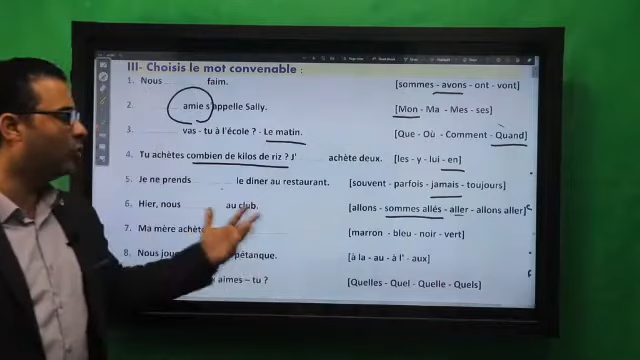 III- Choisis le mot convenable :
1. Nous ........ faim. [sommes - avons - ont - vont]
2. ........ amie s'appelle Sally. [Mon - Ma - Mes - ses]
3. ........ vas - tu à l'école ? - Le matin. [Que - Où - Comment - Quand]
4. Tu achètes combien de kilos de riz ? J' ........ achète deux. [les - y - lui - en]
5. Je ne prends ........ le diner au restaurant. [souvent - parfois - jamais - toujours]
6. Hier, nous ........ au club. [allons - sommes allés - aller - allons aller]
7. Ma mère achète [marron - bleu - noir - vert]
8. Nous pétanque. [à la - au - à l' - aux]
aimes – tu ? [Quelles - Quel - Quelle - Quels]